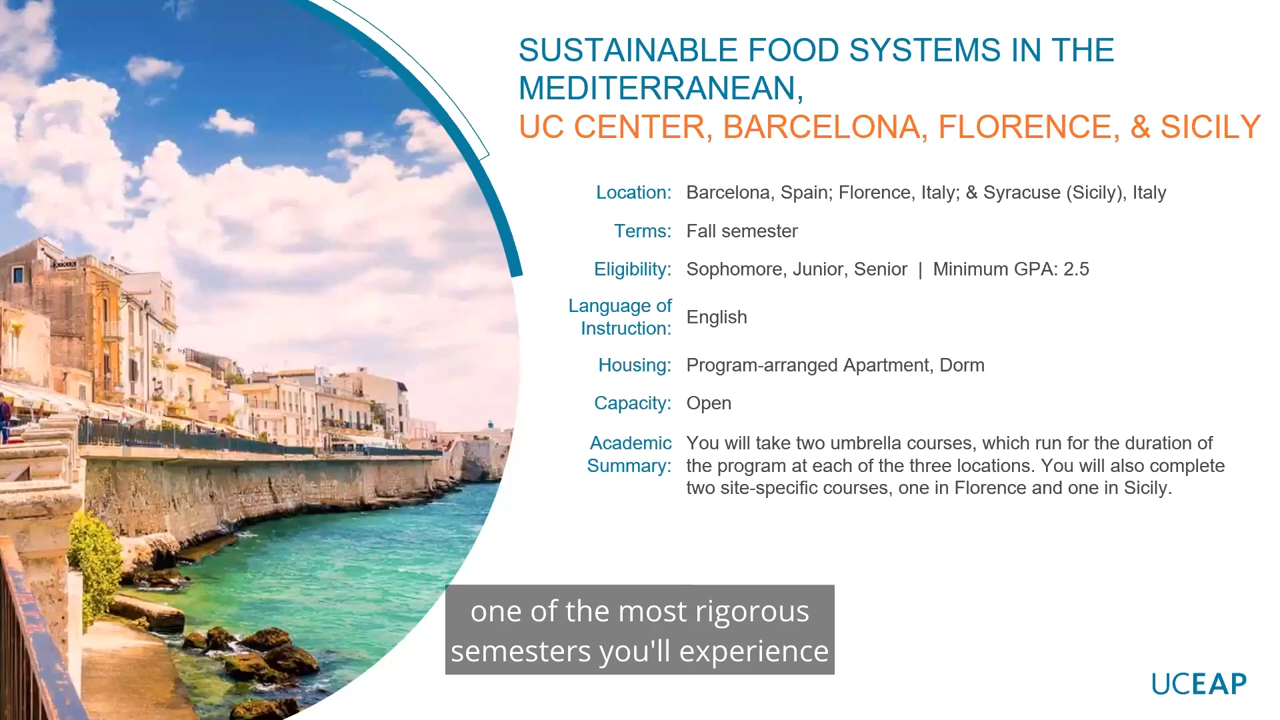 SUSTAINABLE FOOD SYSTEMS IN THE
MEDITERRANEAN,
UC CENTER, BARCELONA, FLORENCE, & SICILY
Location: Barcelona, Spain; Florence, Italy; & Syracuse (Sicily), Italy
Terms: Fall semester
Eligibility: Sophomore, Junior, Senior | Minimum GPA: 2.5
Language of
Instruction: English
Housing: Program-arranged Apartment, Dorm
Capacity: Open
Academic You will take two umbrella courses, which run for the duration of
Summary: the program at each of the three locations. You will also complete
two site-specific courses, one in Florence and one in Sicily.
one of the most rigorous
semesters you'll experience
UCEAP